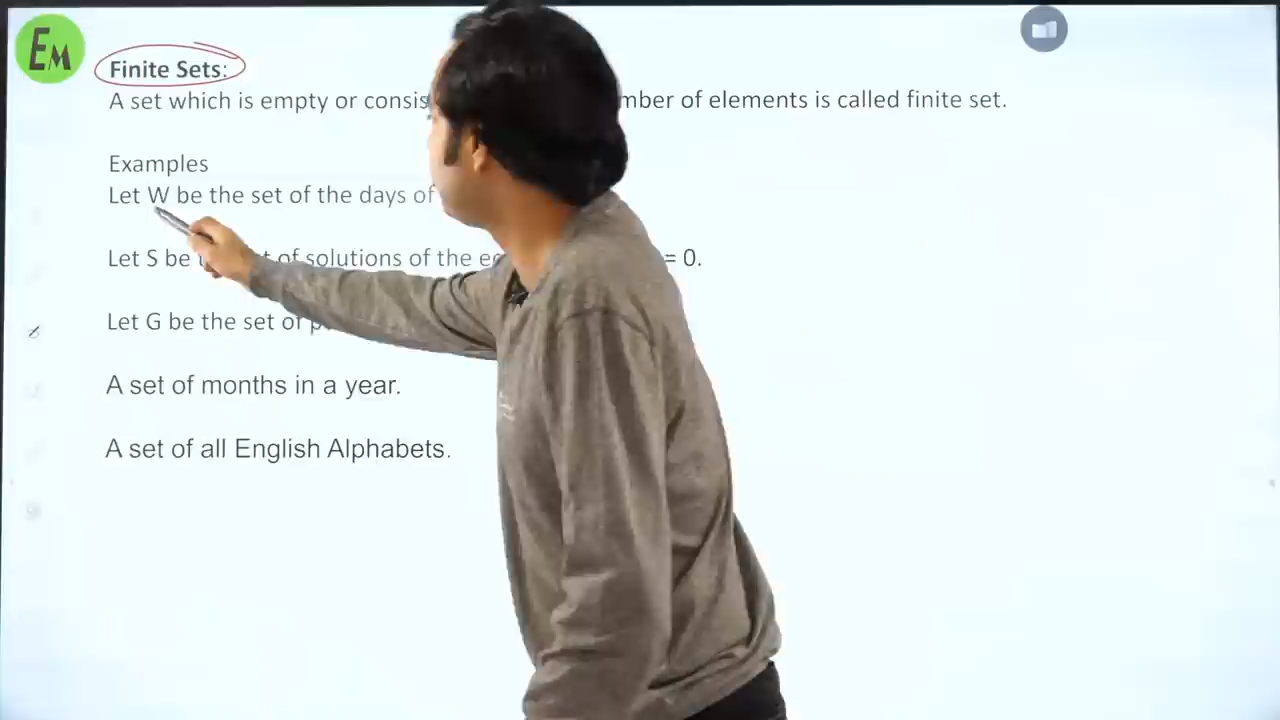 EM
Finite Sets:
A set which is empty or consis mber of elements is called finite set.
Examples
Let W be the set of the days of
Let S be of solutions of the = 0.
Let G be the set of
A set of months in a year.
A set of all English Alphabets.